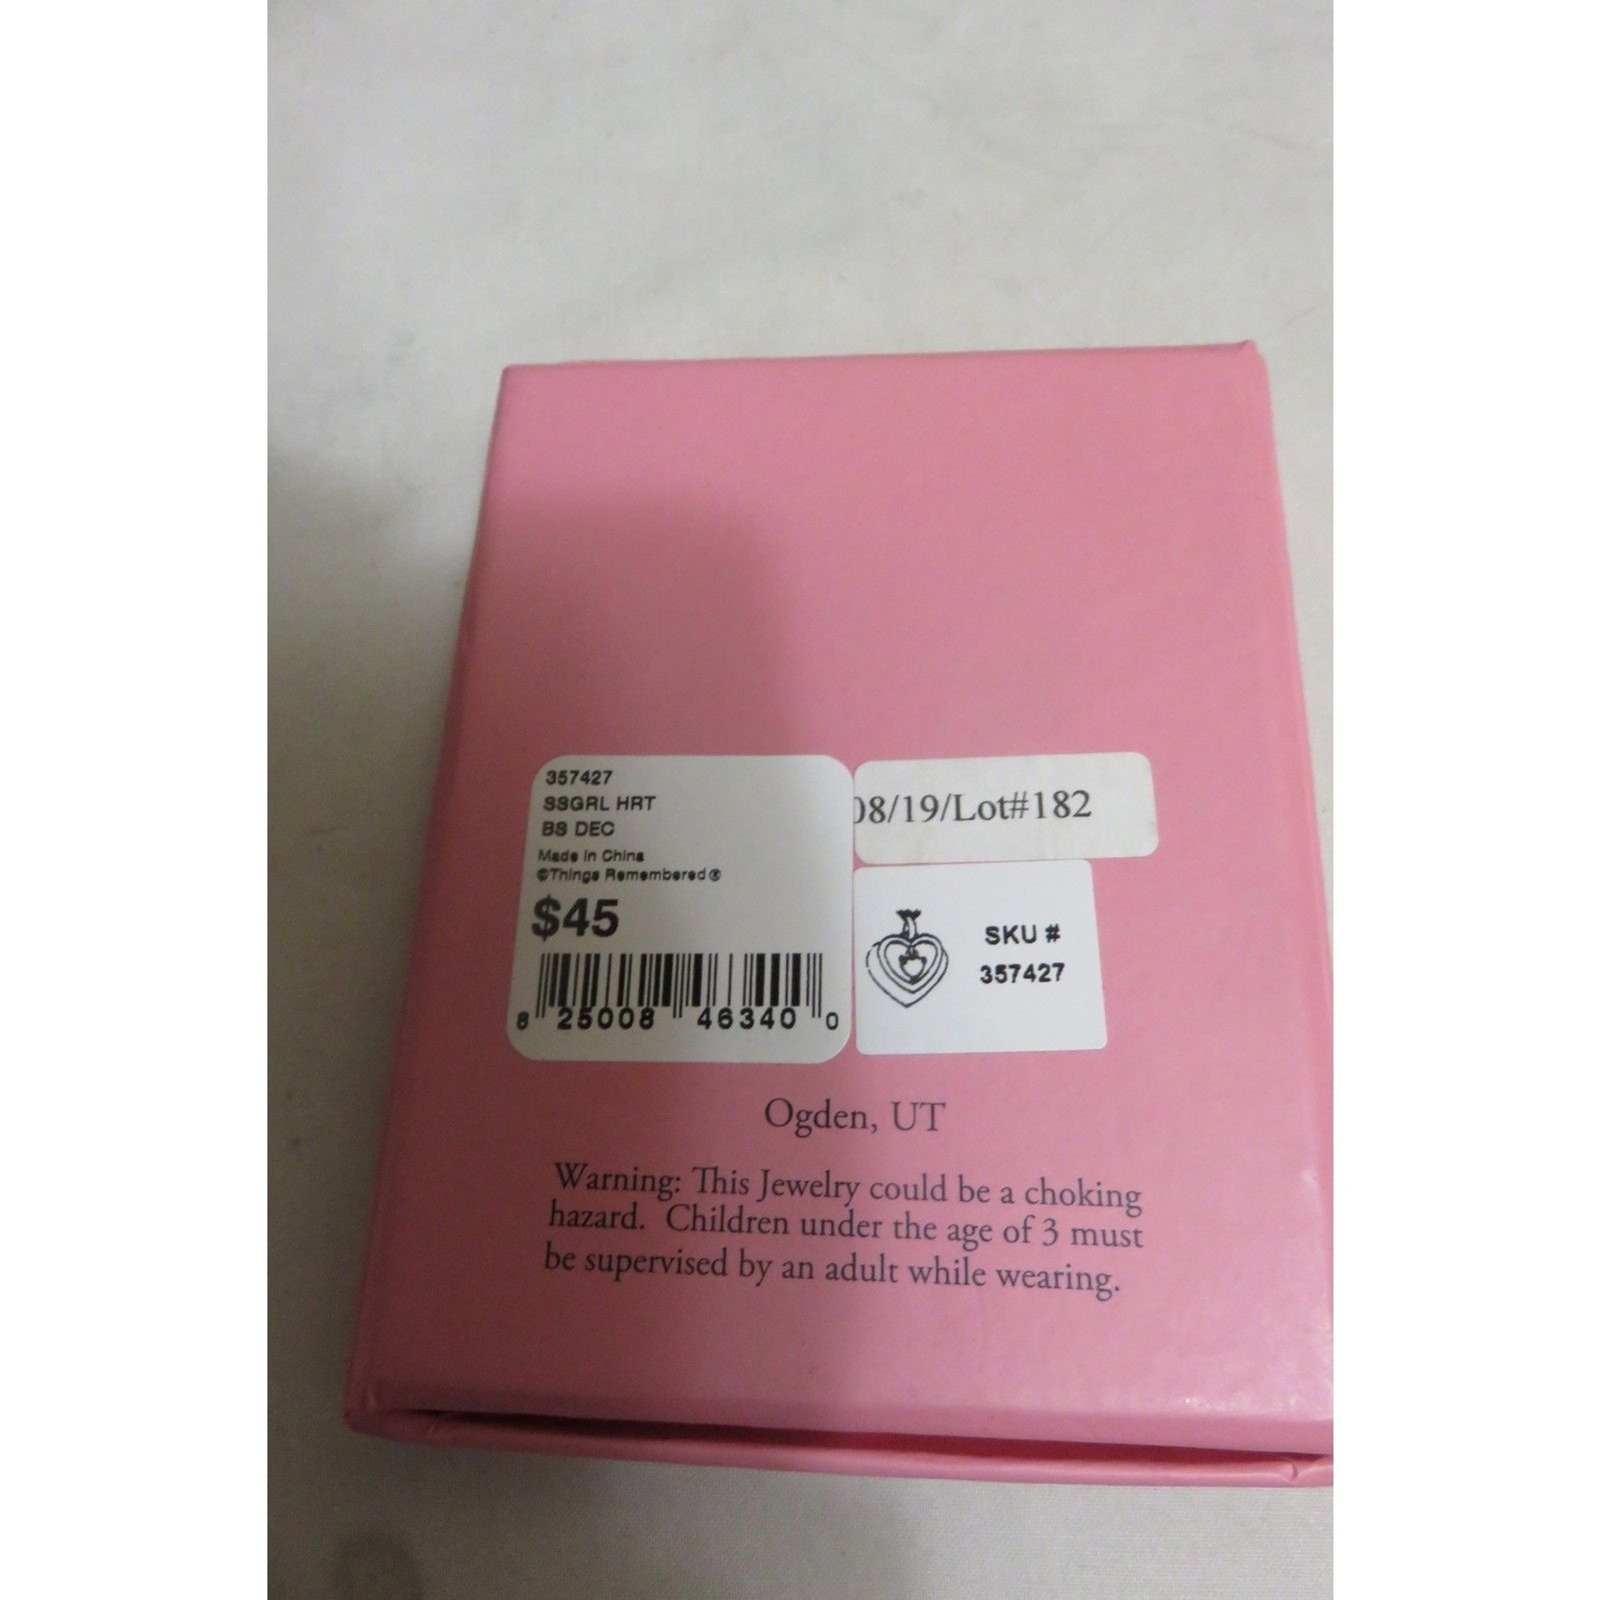 357427
SSGRL HRT
BS DEC
Made in China
©Things Remembered®
$45
8 25008 46340 0
08/19/Lot#182
SKU #
357427
Ogden, UT
Warning: This Jewelry could be a choking
hazard. Children under the age of 3 must
be supervised by an adult while wearing.